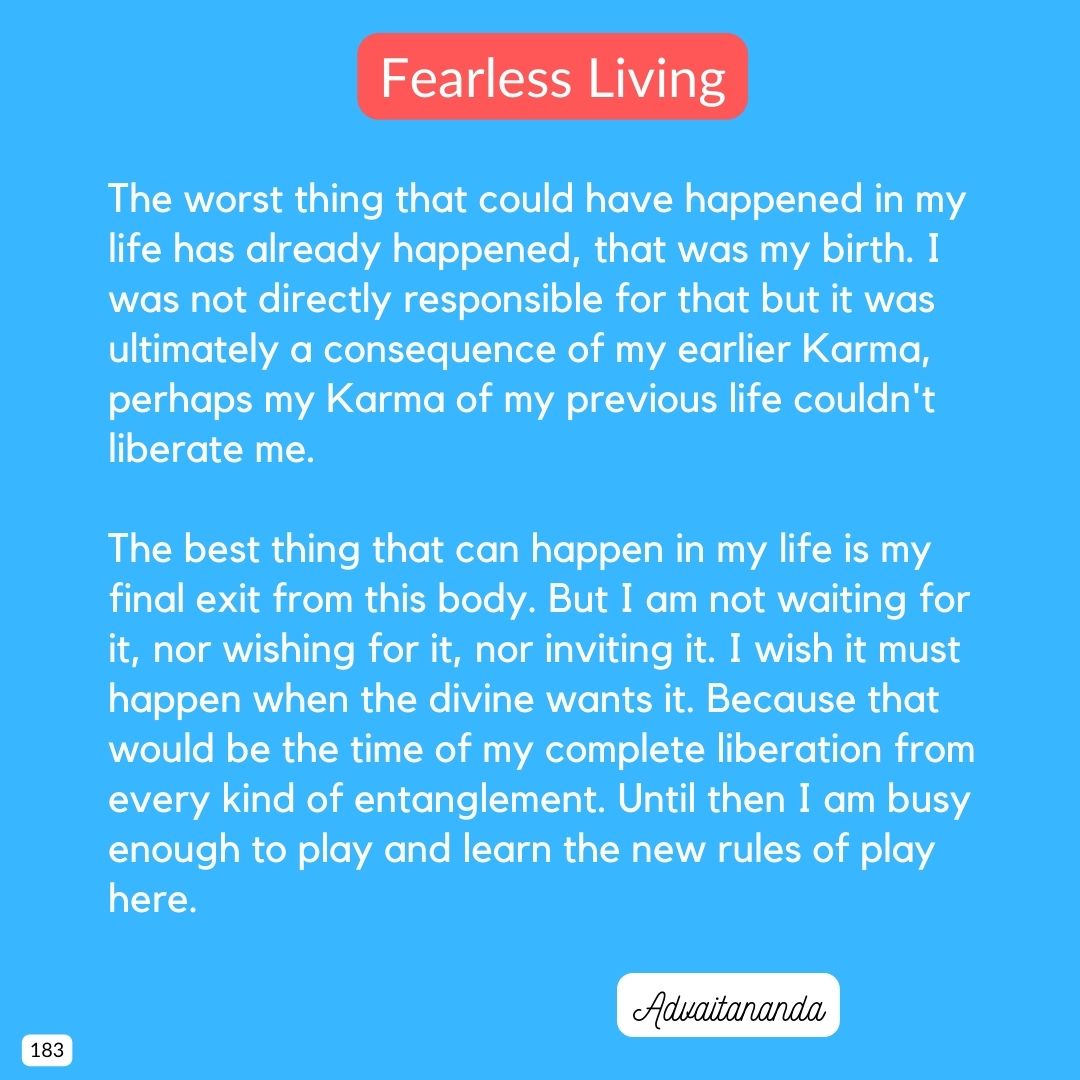 Fearless Living
The worst thing that could have happened in my
life has already happened, that was my birth. I
was not directly responsible for that but it was
ultimately a consequence of my earlier Karma,
perhaps my Karma of my previous life couldn't
liberate me.
The best thing that can happen in my life is my
final exit from this body. But I am not waiting for
it, nor wishing for it, nor inviting it. I wish it must
happen when the divine wants it. Because that
would be the time of my complete liberation from
every kind of entanglement. Until then I am busy
enough to play and learn the new rules of play
here.
Advaitananda
183